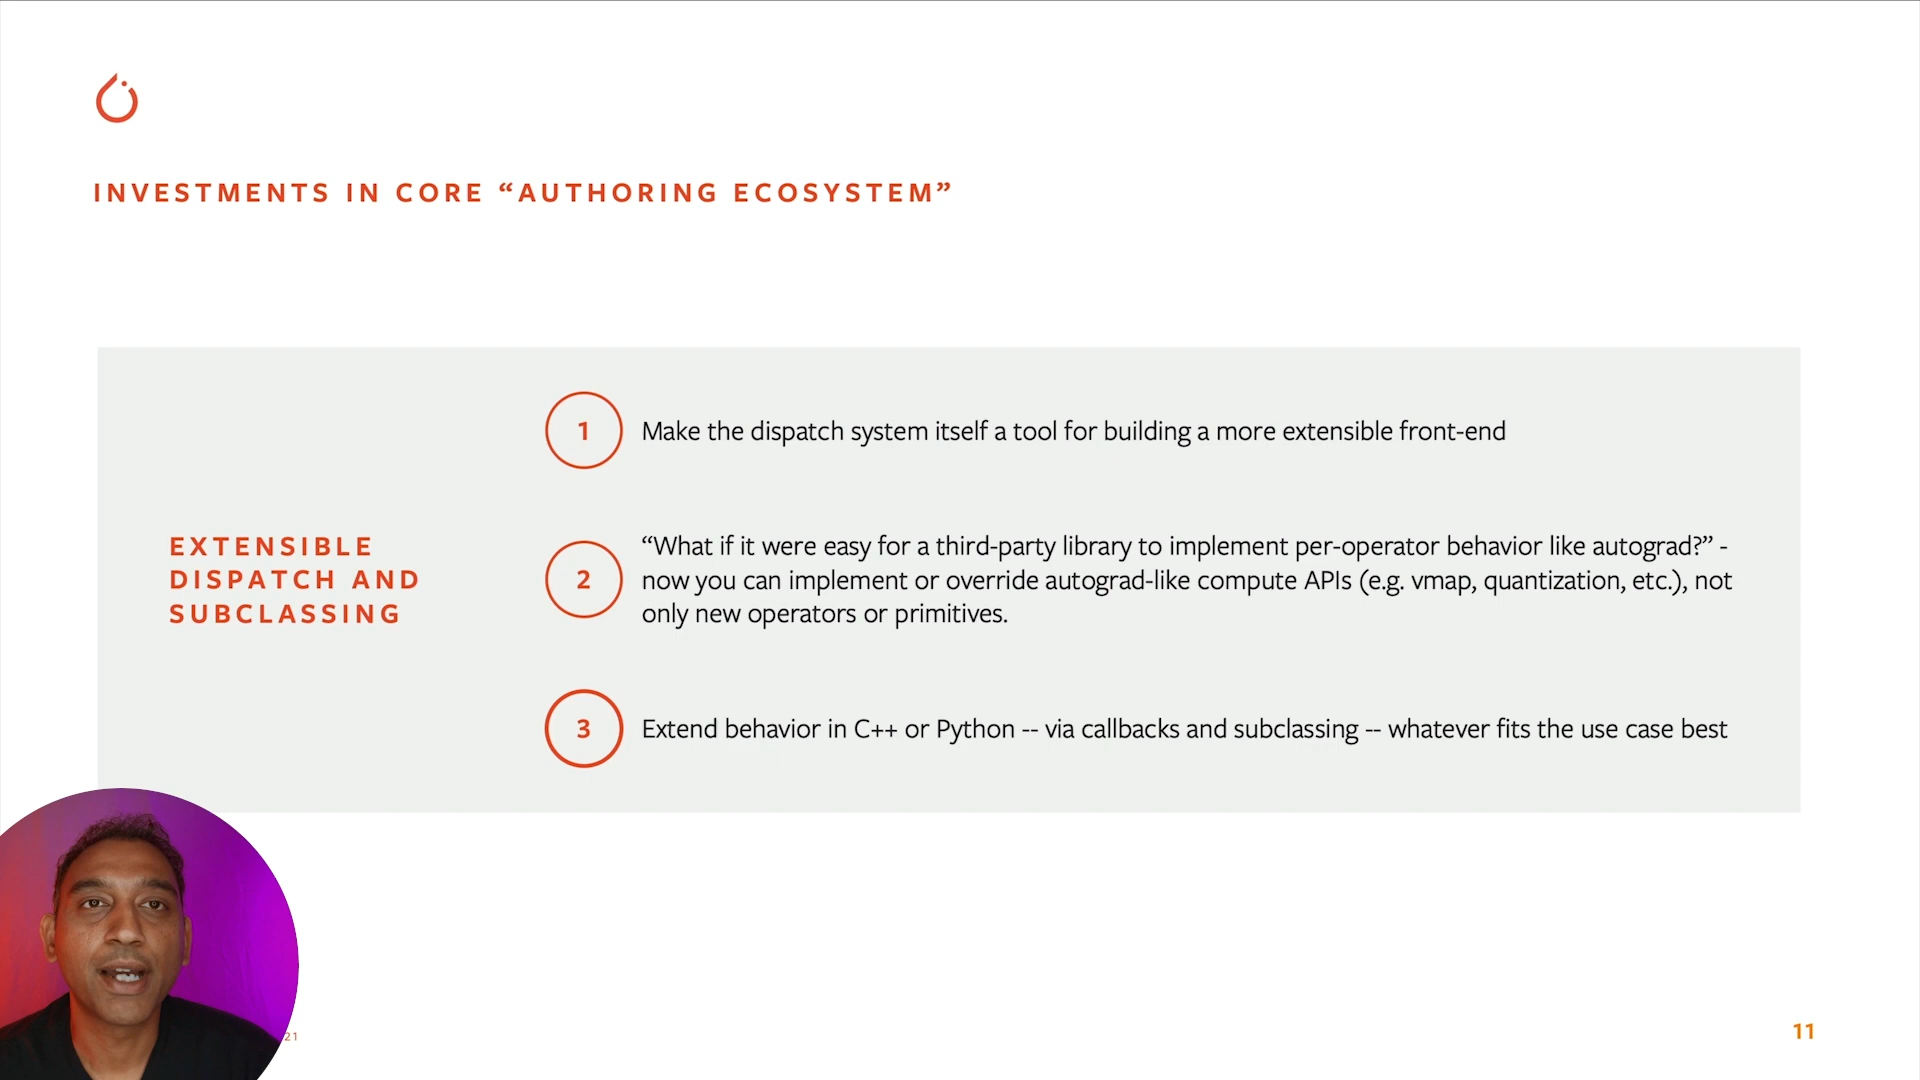 INVESTMENTS IN CORE “AUTHORING ECOSYSTEM”
EXTENSIBLE
DISPATCH AND
SUBCLASSING
1
Make the dispatch system itself a tool for building a more extensible front-end
2
“What if it were easy for a third-party library to implement per-operator behavior like autograd?” -
now you can implement or override autograd-like compute APIs (e.g. vmap, quantization, etc.), not
only new operators or primitives.
3
Extend behavior in C++ or Python -- via callbacks and subclassing -- whatever fits the use case best
21
11